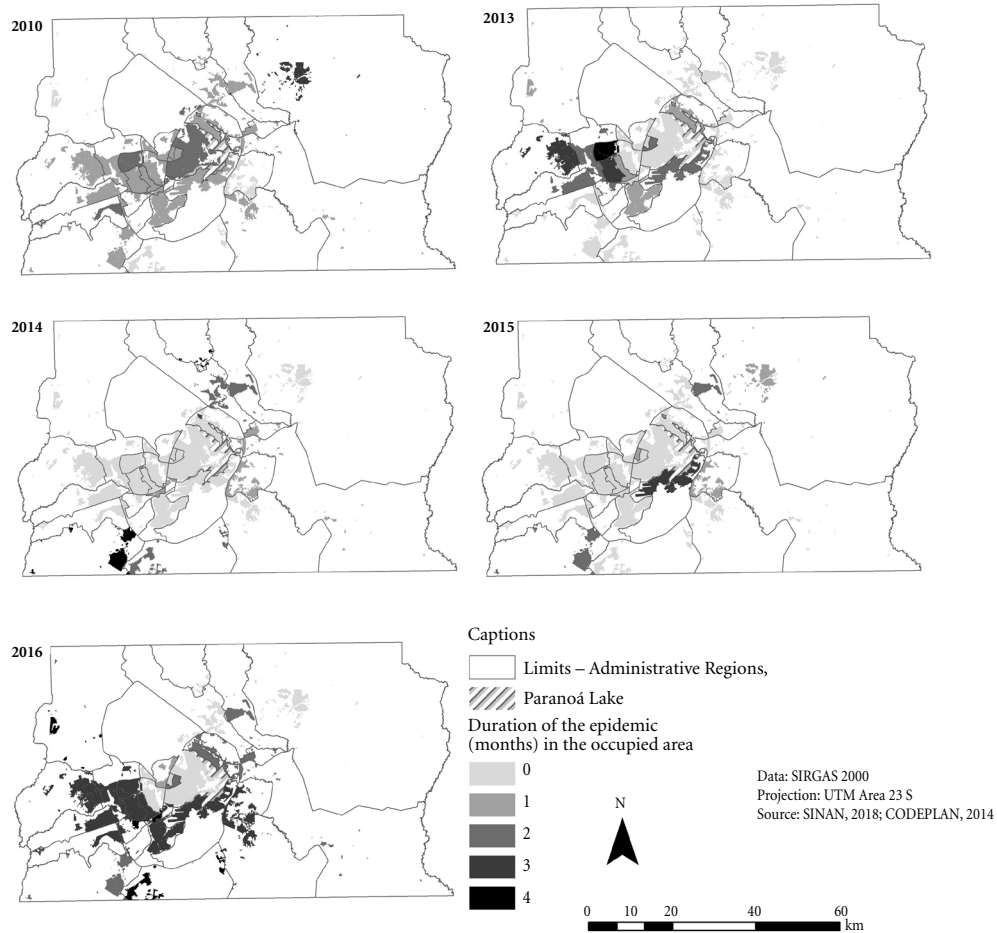 2010
2013
2014
2015
2016
Captions
Limits – Administrative Regions,
Paranoá Lake
Duration of the epidemic
(months) in the occupied area
0
1
2
3
4
N
Data: SIRGAS 2000
Projection: UTM Area 23 S
Source: SINAN, 2018; CODEPLAN, 2014
0 10 20 40 60
km